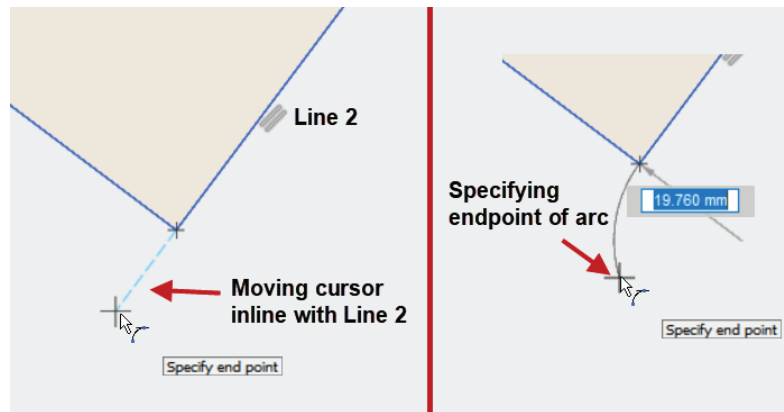 Line 2
Moving cursor
inline with Line 2
Specify end point
Specifying
endpoint of arc
19.760 mm
Specify end point